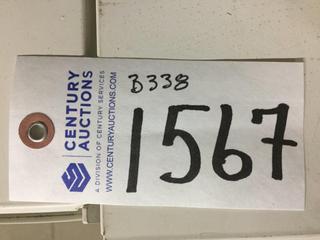 CENTURY
AUCTIONS
A DIVISION OF CENTURY SERVICES
WWW.CENTURYAUCTIONS.COM
B338
1567